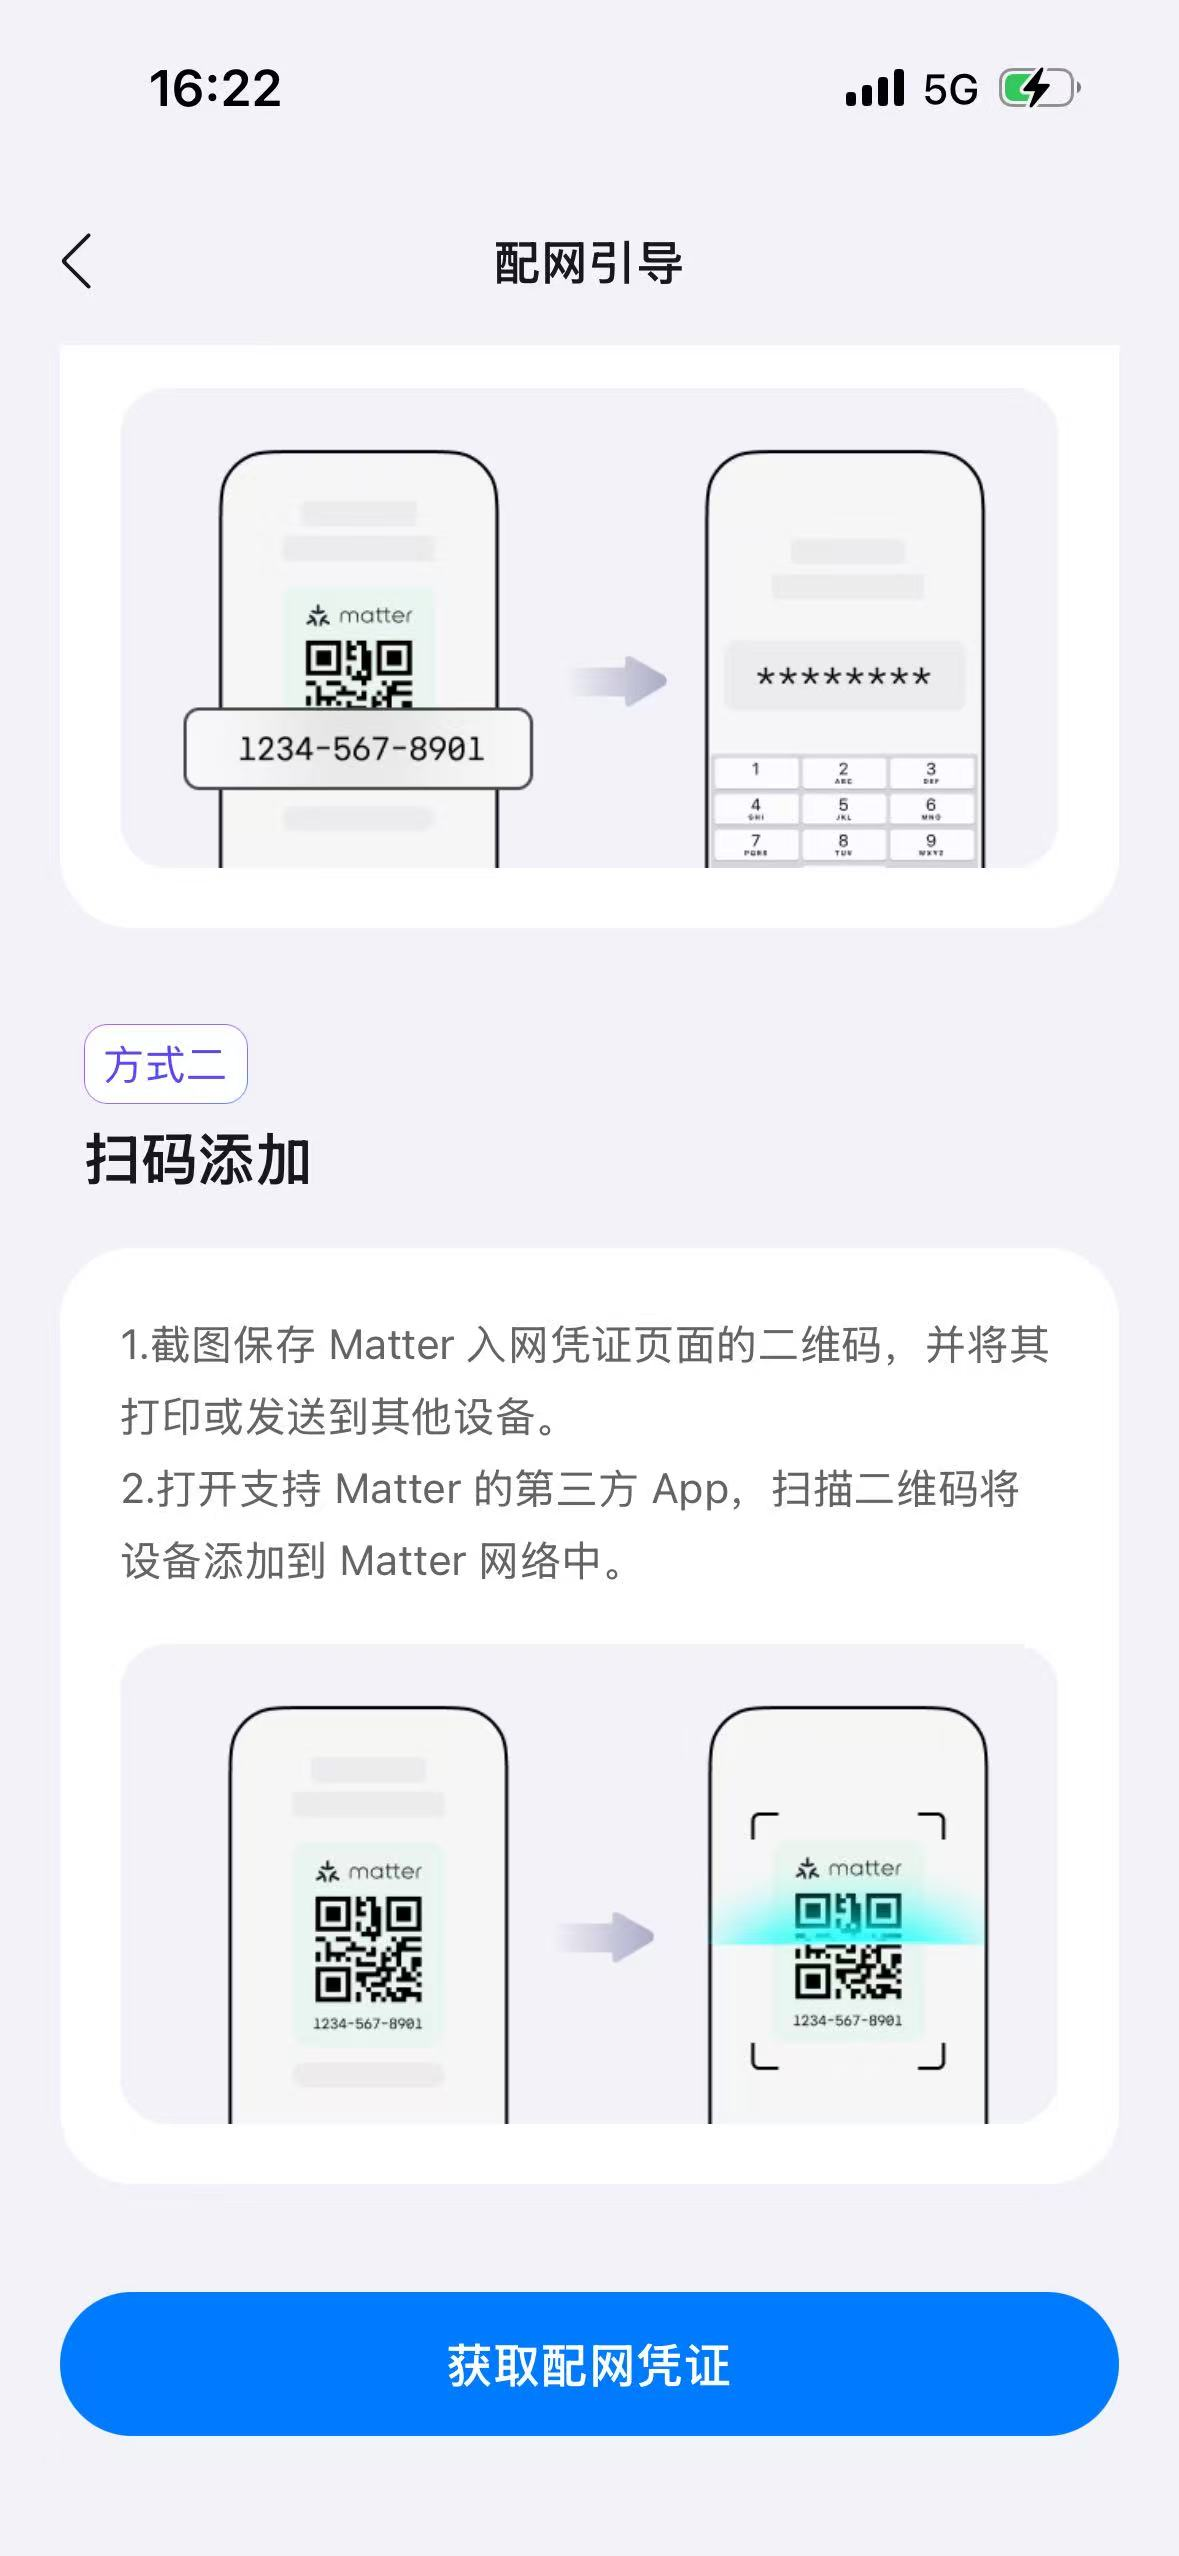 16:22
5G
配网引导
matter
1234-567-8901
********
1 2 3
ABC DEF
4 5 6
GHI JKL MNO
7 8 9
PQRS TUV WXYZ
方式二
扫码添加
1.截图保存 Matter 入网凭证页面的二维码，并将其
打印或发送到其他设备。
2.打开支持 Matter 的第三方 App，扫描二维码将
设备添加到 Matter 网络中。
matter
1234-567-8901
matter
1234-567-8901
获取配网凭证